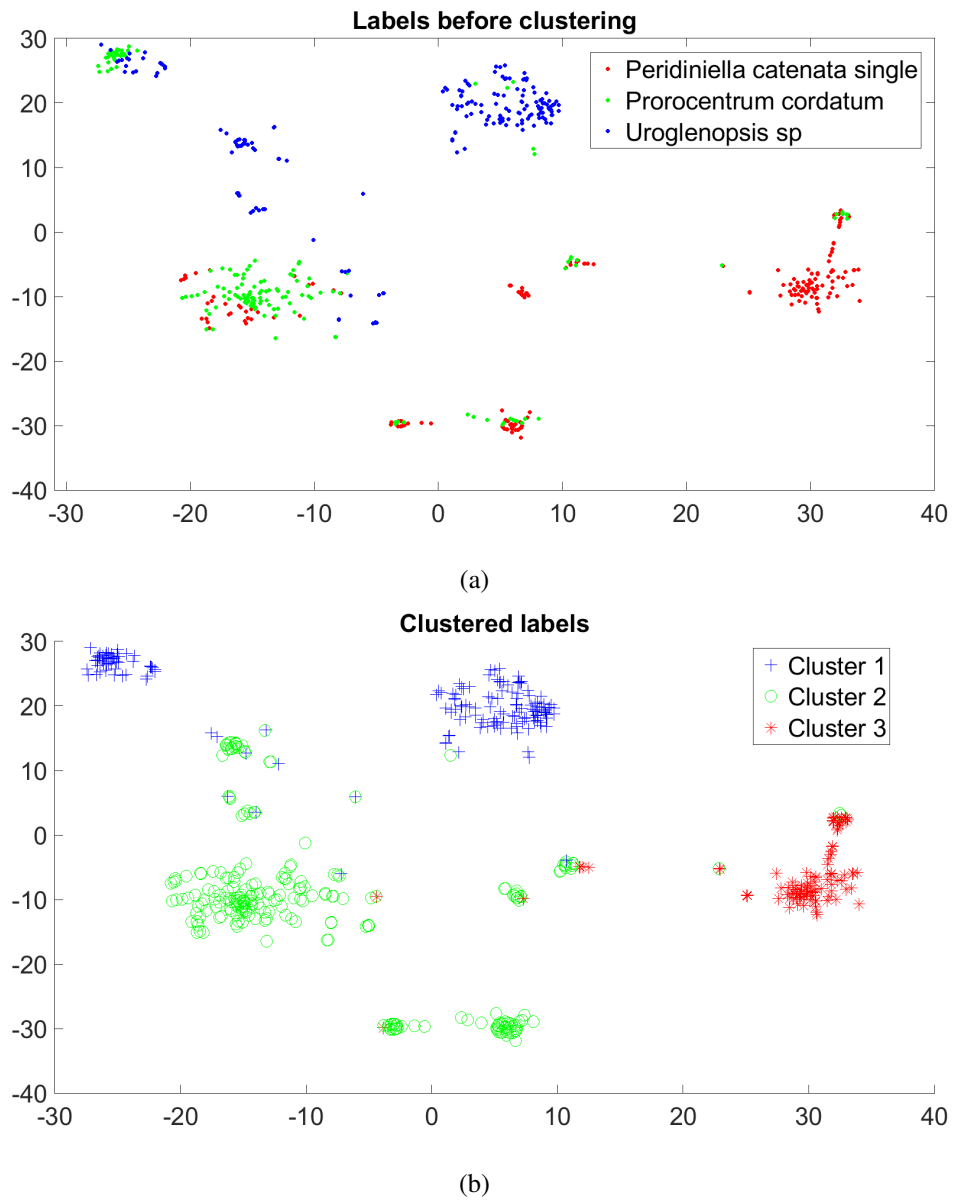 Labels before clustering
30
20
10
0
-10
-20
-30
-40
-30 -20 -10 0 10 20 30 40
Peridiniella catenata single
Prorocentrum cordatum
Uroglenopsis sp
(a)
Clustered labels
30
20
10
0
-10
-20
-30
-40
-30 -20 -10 0 10 20 30 40
Cluster 1
Cluster 2
Cluster 3
(b)